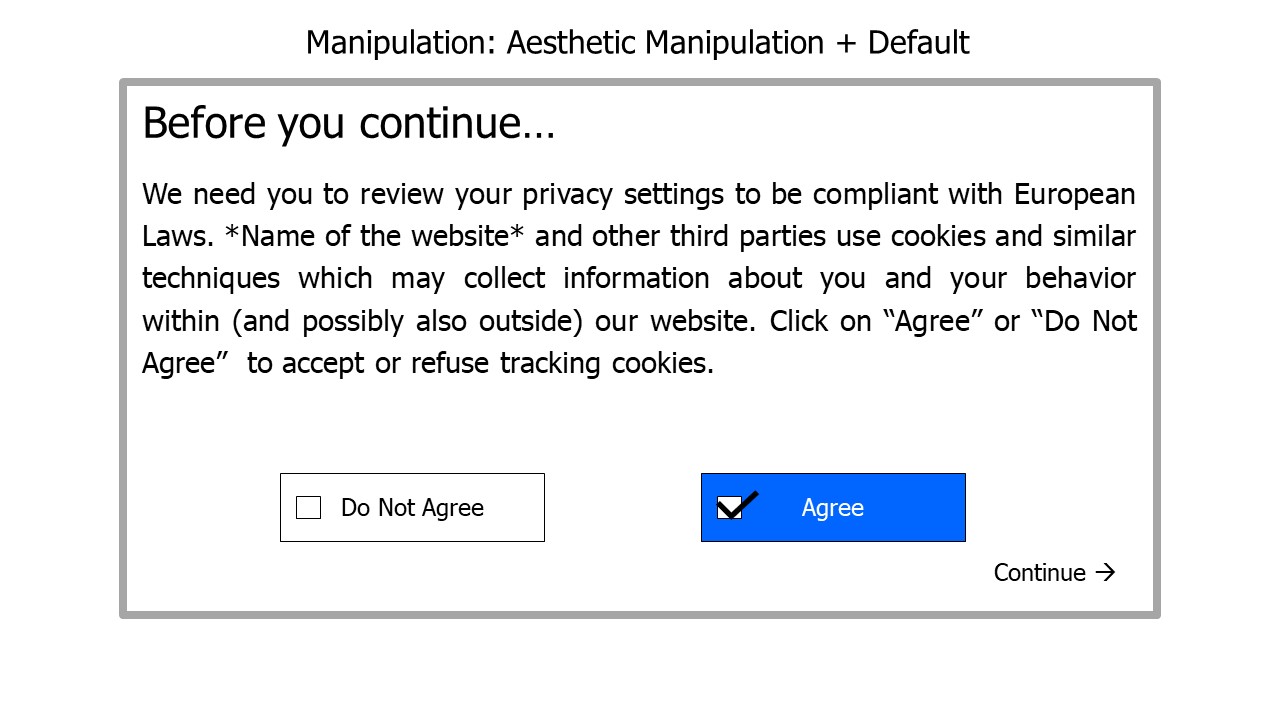 Manipulation: Aesthetic Manipulation + Default
Before you continue…
We need you to review your privacy settings to be compliant with European
Laws. *Name of the website* and other third parties use cookies and similar
techniques which may collect information about you and your behavior
within (and possibly also outside) our website. Click on “Agree” or “Do Not
Agree”  to accept or refuse tracking cookies.
Do Not Agree
Agree
Continue →